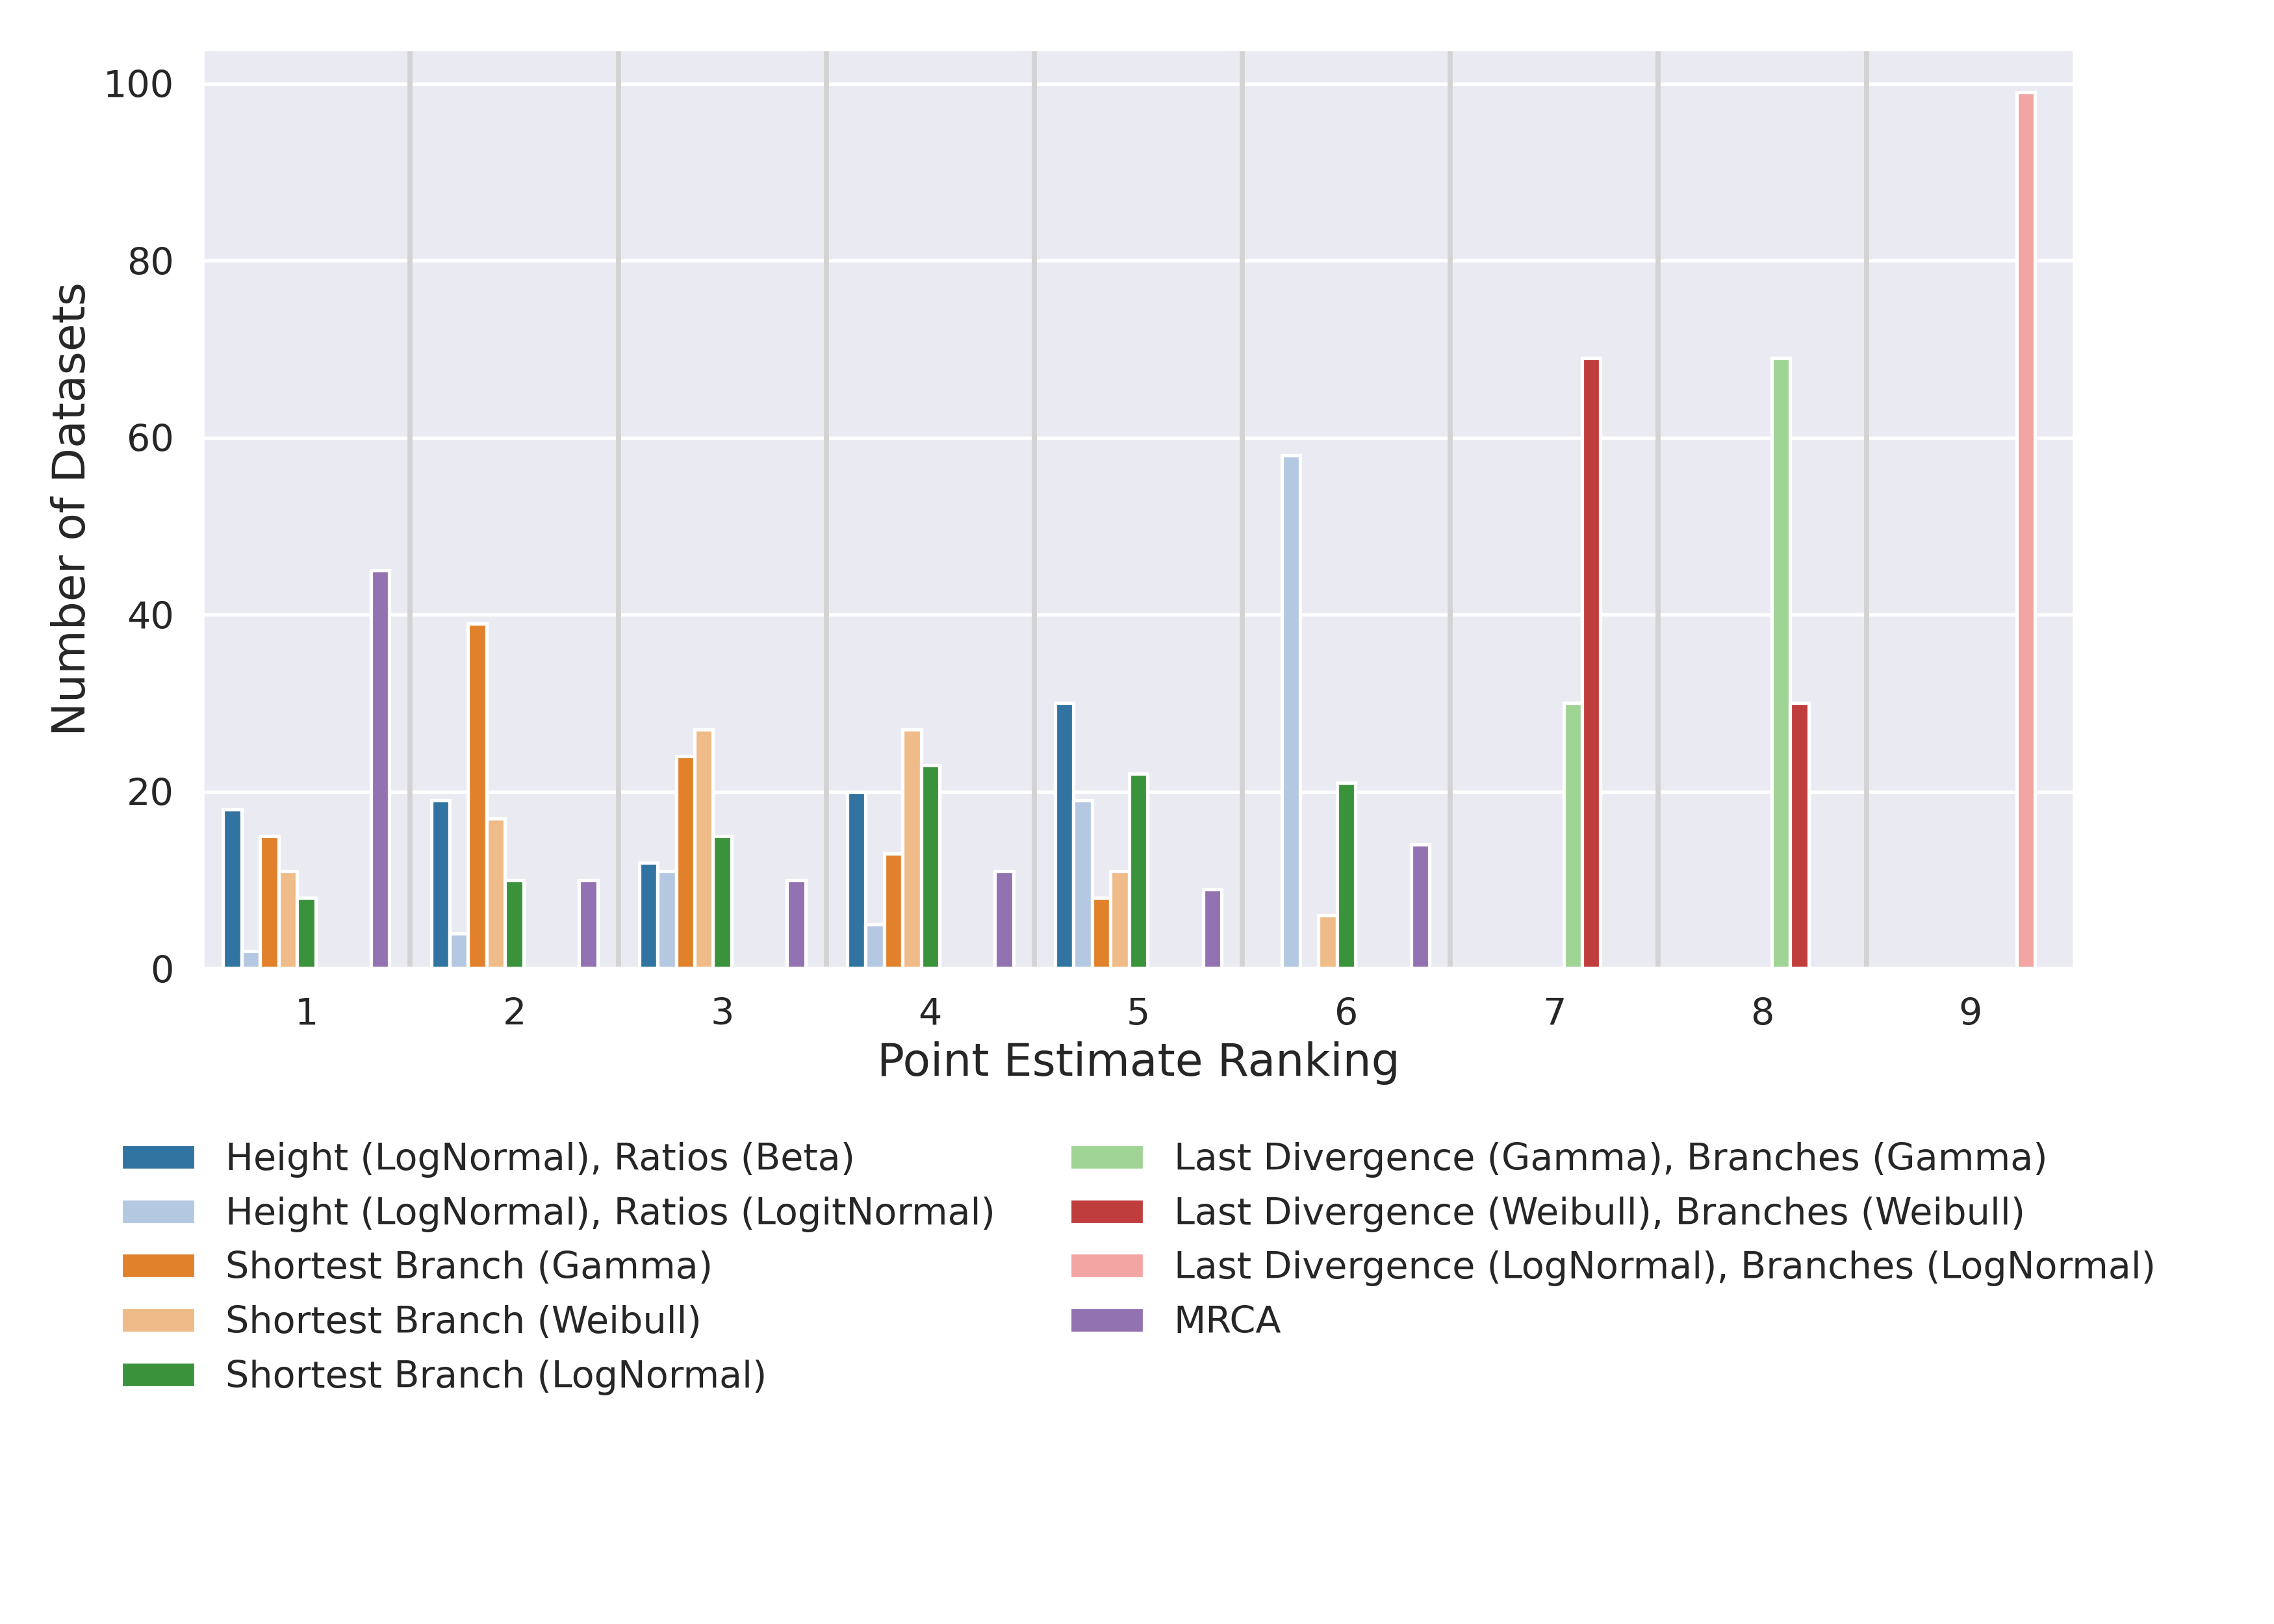 100
80
60
40
20
0
Number of Datasets
1 2 3 4 5 6 7 8 9
Point Estimate Ranking
Height (LogNormal), Ratios (Beta)
Height (LogNormal), Ratios (LogitNormal)
Shortest Branch (Gamma)
Shortest Branch (Weibull)
Shortest Branch (LogNormal)
Last Divergence (Gamma), Branches (Gamma)
Last Divergence (Weibull), Branches (Weibull)
Last Divergence (LogNormal), Branches (LogNormal)
MRCA